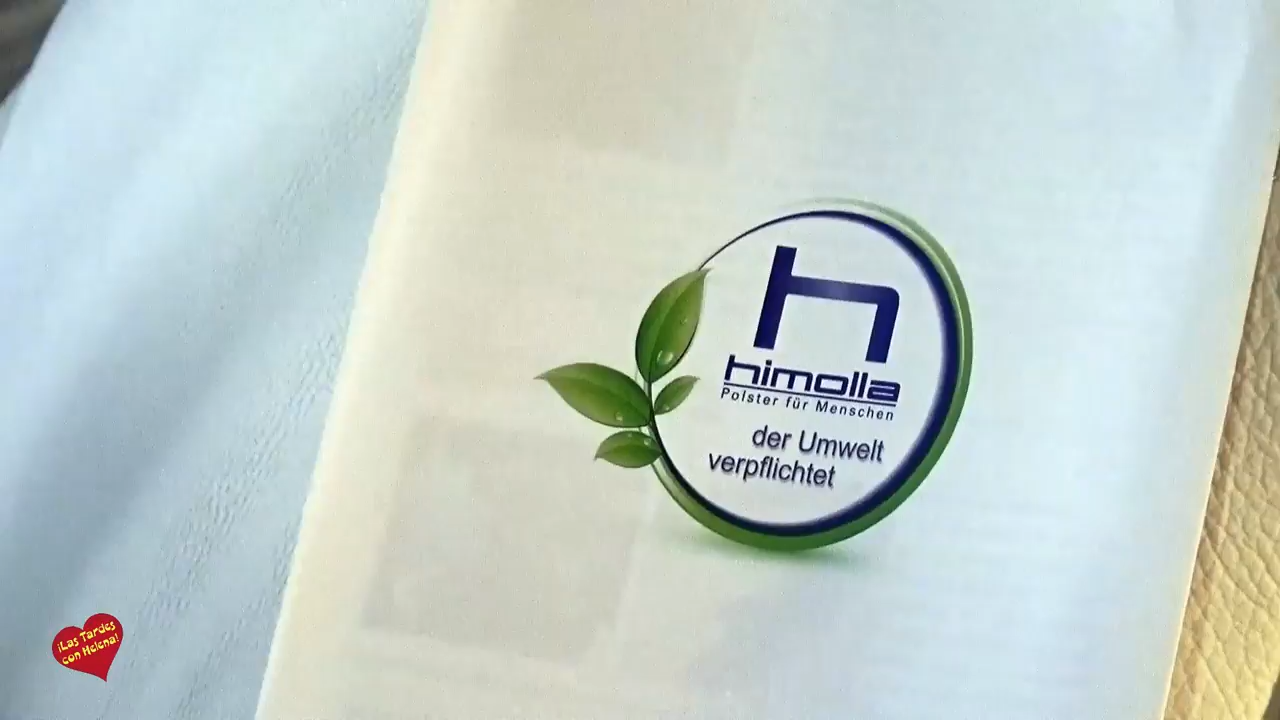 h
himolla
Polster für Menschen
der Umwelt
verpflichtet
¡Las Tardes
con Helena!